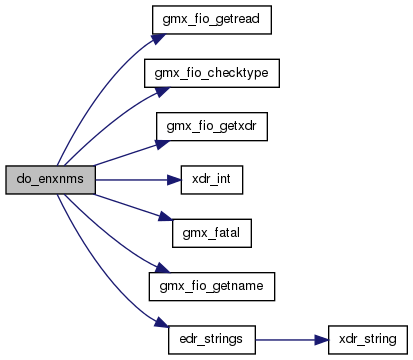 gmx_fio_getread
gmx_fio_checktype
gmx_fio_getxdr
do_enxnms
xdr_int
gmx_fatal
gmx_fio_getname
edr_strings
xdr_string